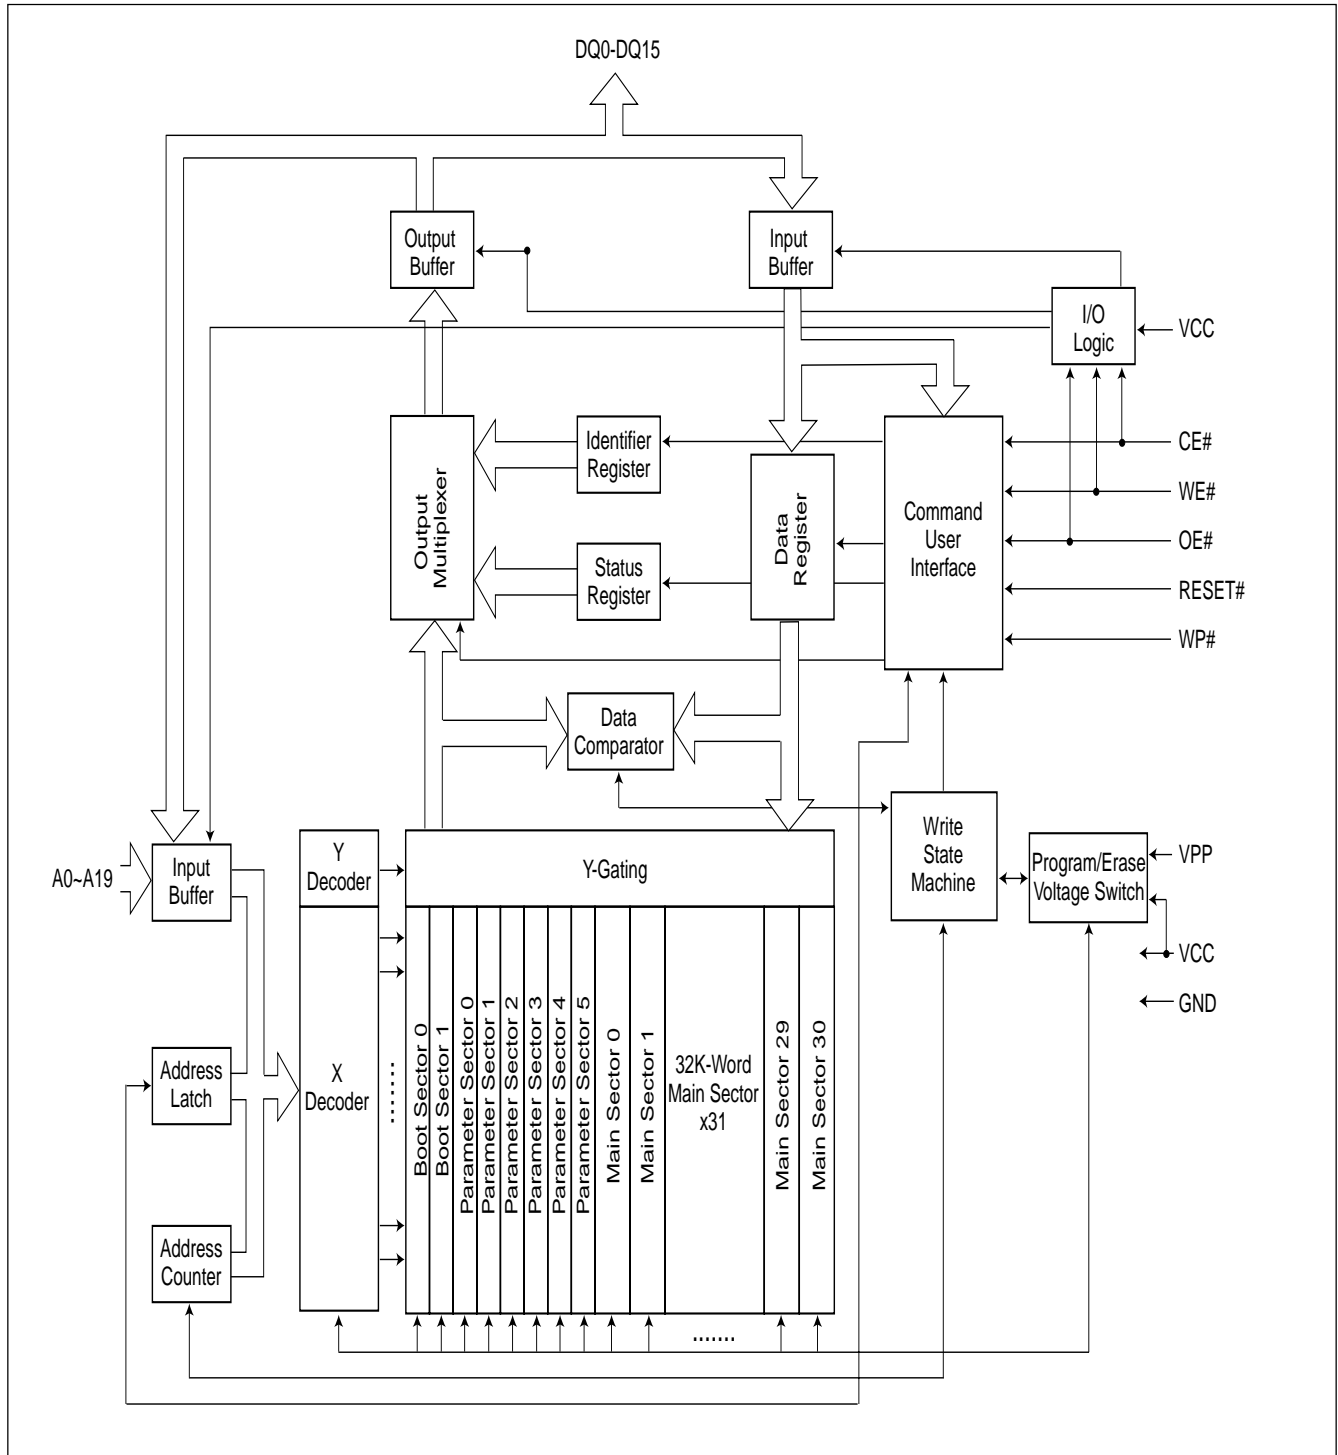 DQ0-DQ15
Output
Buffer
Input
Buffer
I/O
Logic
VCC
Output
Multiplexer
Identifier
Register
Status
Register
Data
Register
Command
User
Interface
CE#
WE#
OE#
RESET#
WP#
Data
Comparator
A0~A19
Input
Buffer
Y
Decoder
Y-Gating
Write
State
Machine
Program/Erase
Voltage Switch
VPP
VCC
GND
Address
Latch
X
Decoder
.......
Boot Sector 0
Boot Sector 1
Parameter Sector 0
Parameter Sector 1
Parameter Sector 2
Parameter Sector 3
Parameter Sector 4
Parameter Sector 5
Main Sector 0
Main Sector 1
32K-Word
Main Sector
x31
Main Sector 29
Main Sector 30
Address
Counter
.......